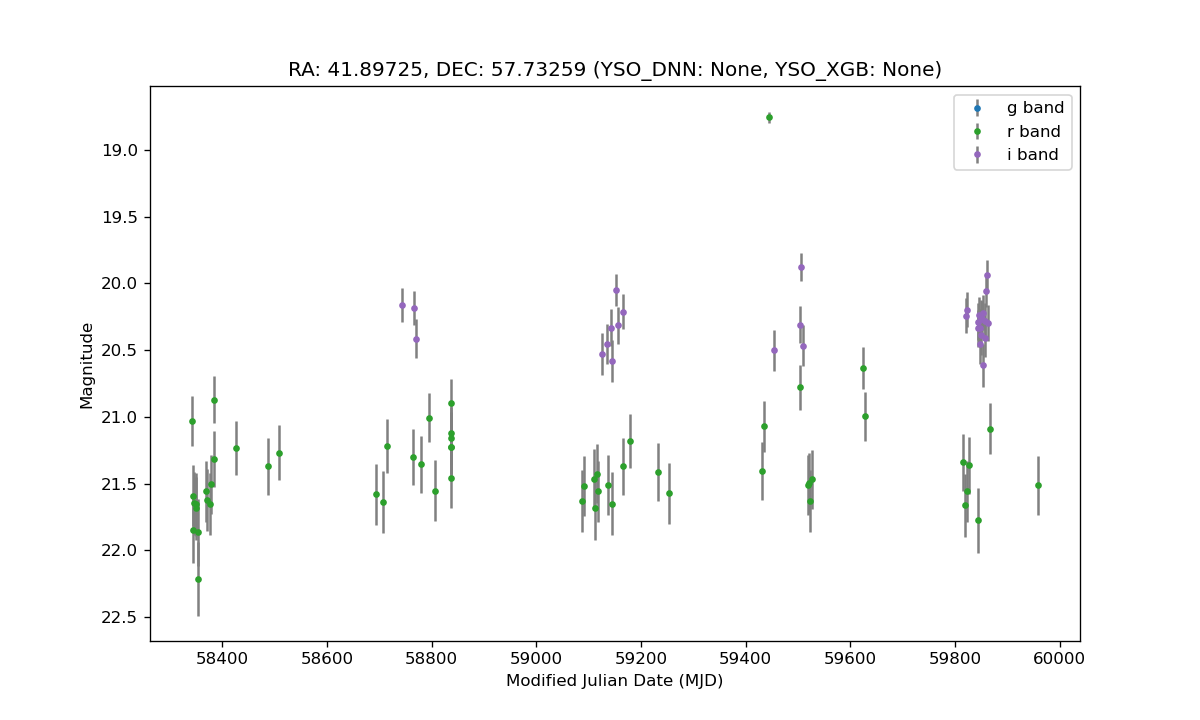 RA: 41.89725, DEC: 57.73259 (YSO_DNN: None, YSO_XGB: None)
g band
r band
i band
19.0
19.5
20.0
20.5
21.0
21.5
22.0
22.5
Magnitude
58400 58600 58800 59000 59200 59400 59600 59800 60000
Modified Julian Date (MJD)